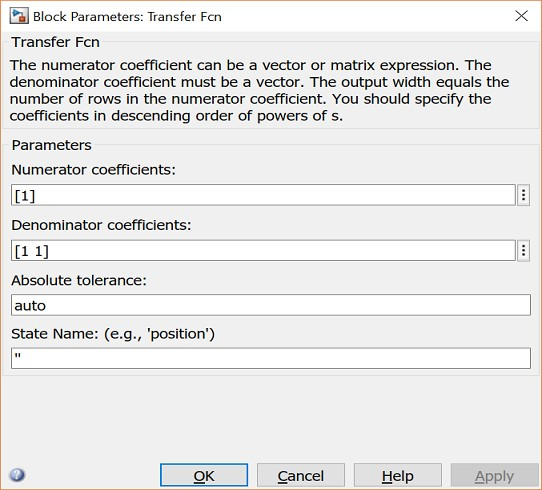 Block Parameters: Transfer Fcn
Transfer Fcn
The numerator coefficient can be a vector or matrix expression. The
denominator coefficient must be a vector. The output width equals the
number of rows in the numerator coefficient. You should specify the
coefficients in descending order of powers of s.
Parameters
Numerator coefficients:
[1]
Denominator coefficients:
[1 1]
Absolute tolerance:
auto
State Name: (e.g., 'position')
''
OK Cancel Help Apply